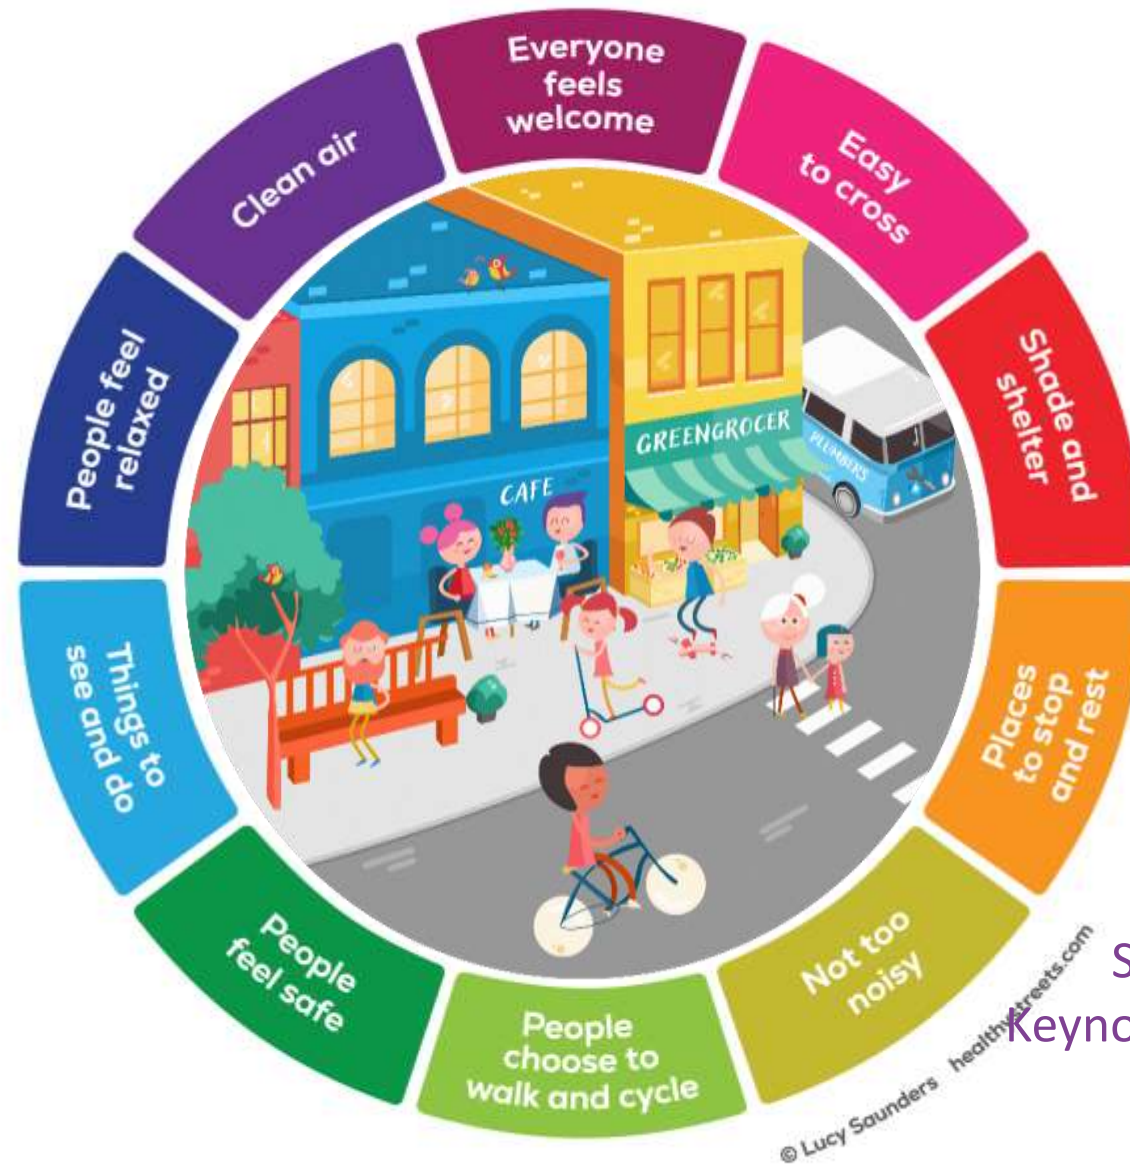 Everyone
feels
welcome
Easy
to cross
Shade and
shelter
Places
to stop
and rest
Not too
noisy
People
choose to
walk and cycle
People
feel safe
Things to
see and do
People feel
relaxed
Clean air
CAFE
GREENGROCER
PLUMBERS
© Lucy Saunders healthystreets.com